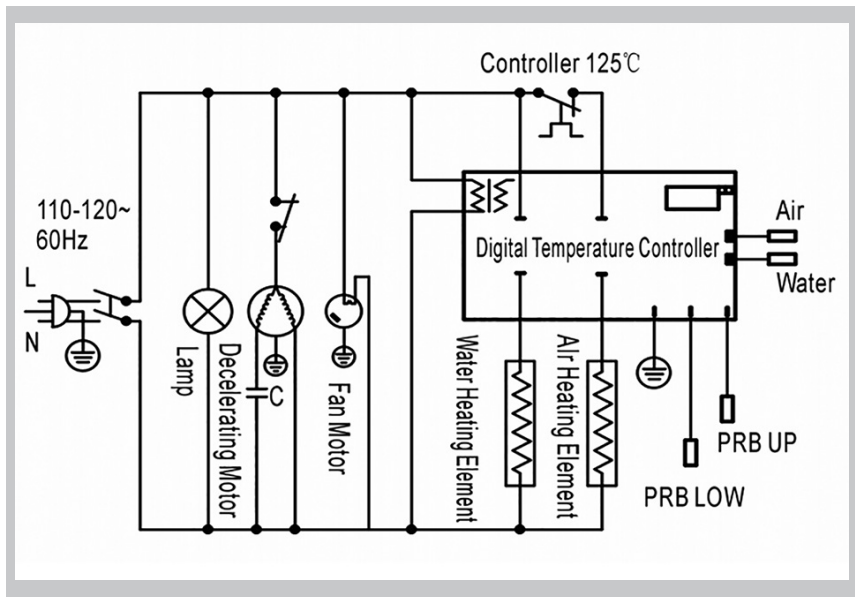 Controller 125℃
110-120~
60Hz
L
N
Lamp
Decelerating Motor
C
Fan Motor
Digital Temperature Controller
Air
Water
Water Heating Element
AIr Heating Element
PRB UP
PRB LOW